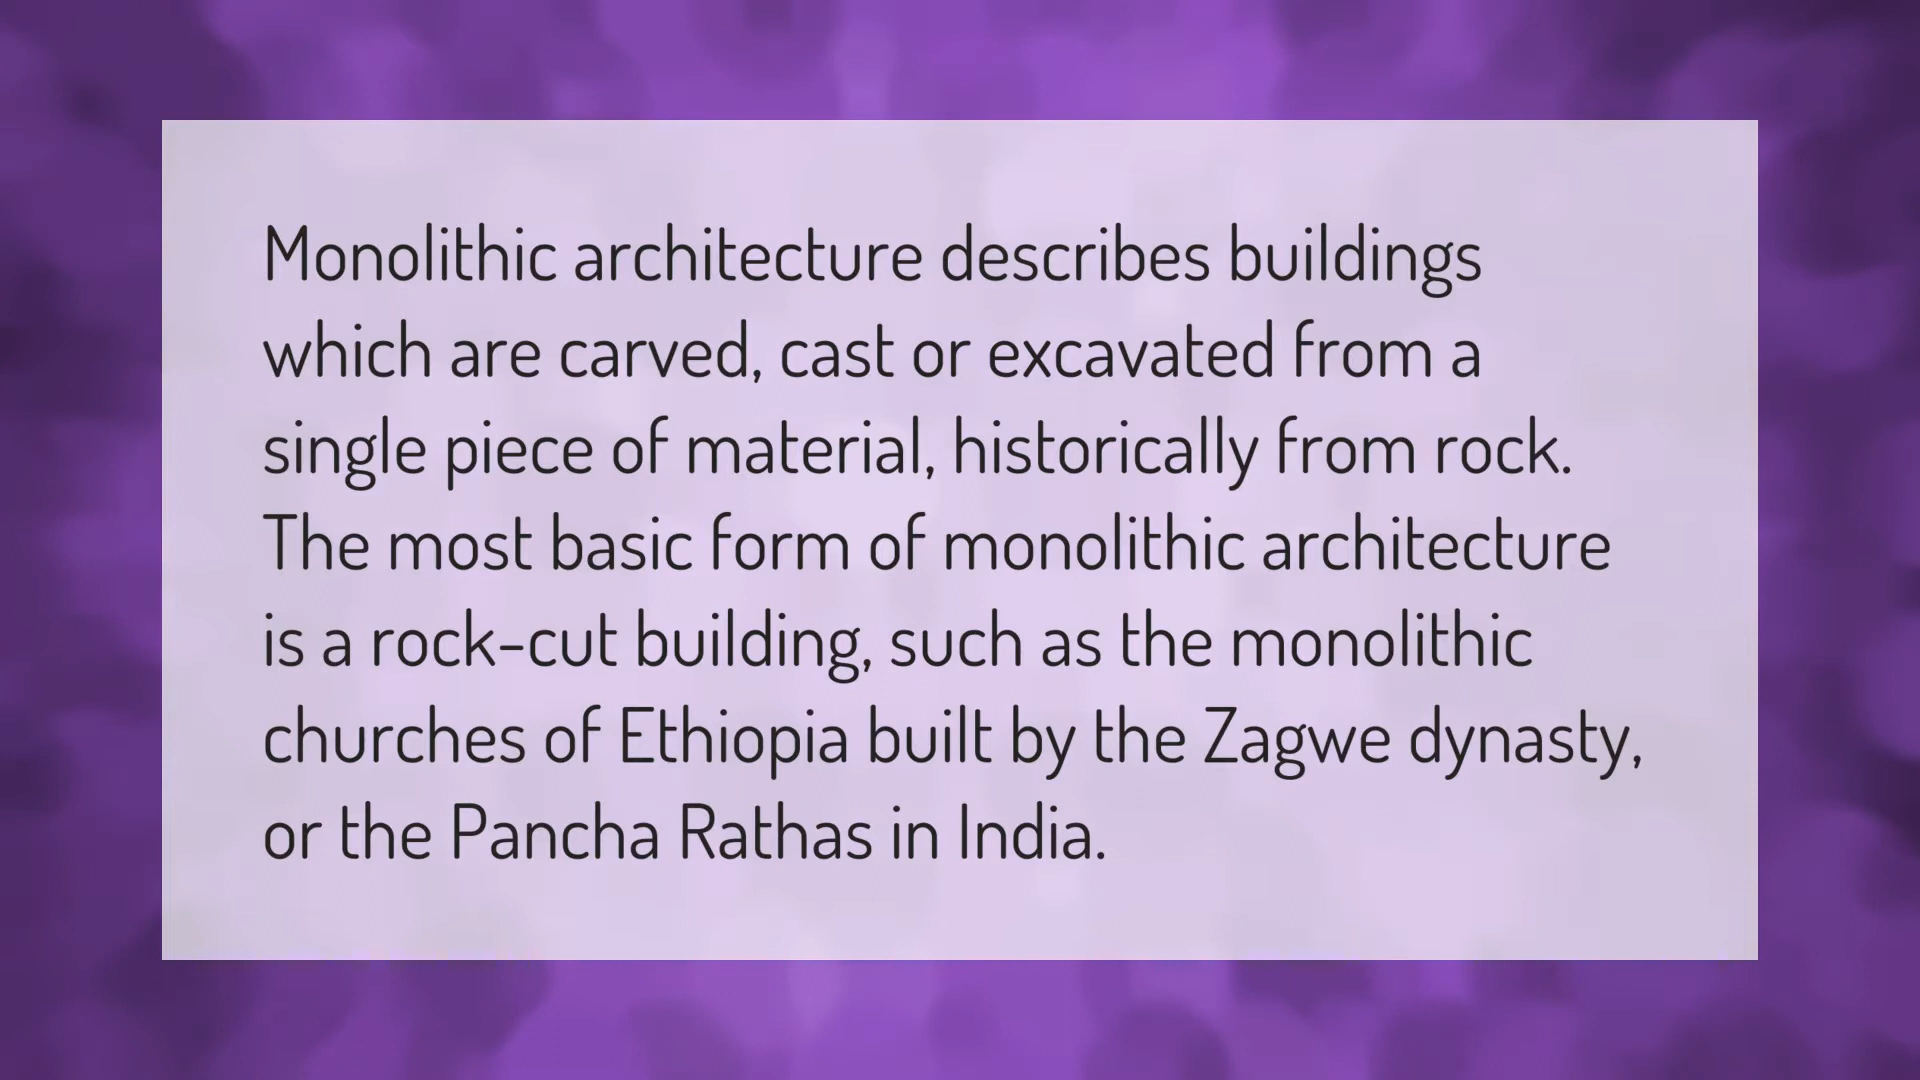 Monolithic architecture describes buildings
which are carved, cast or excavated from a
single piece of material, historically from rock.
The most basic form of monolithic architecture
is a rock-cut building, such as the monolithic
churches of Ethiopia built by the Zagwe dynasty,
or the Pancha Rathas in India.